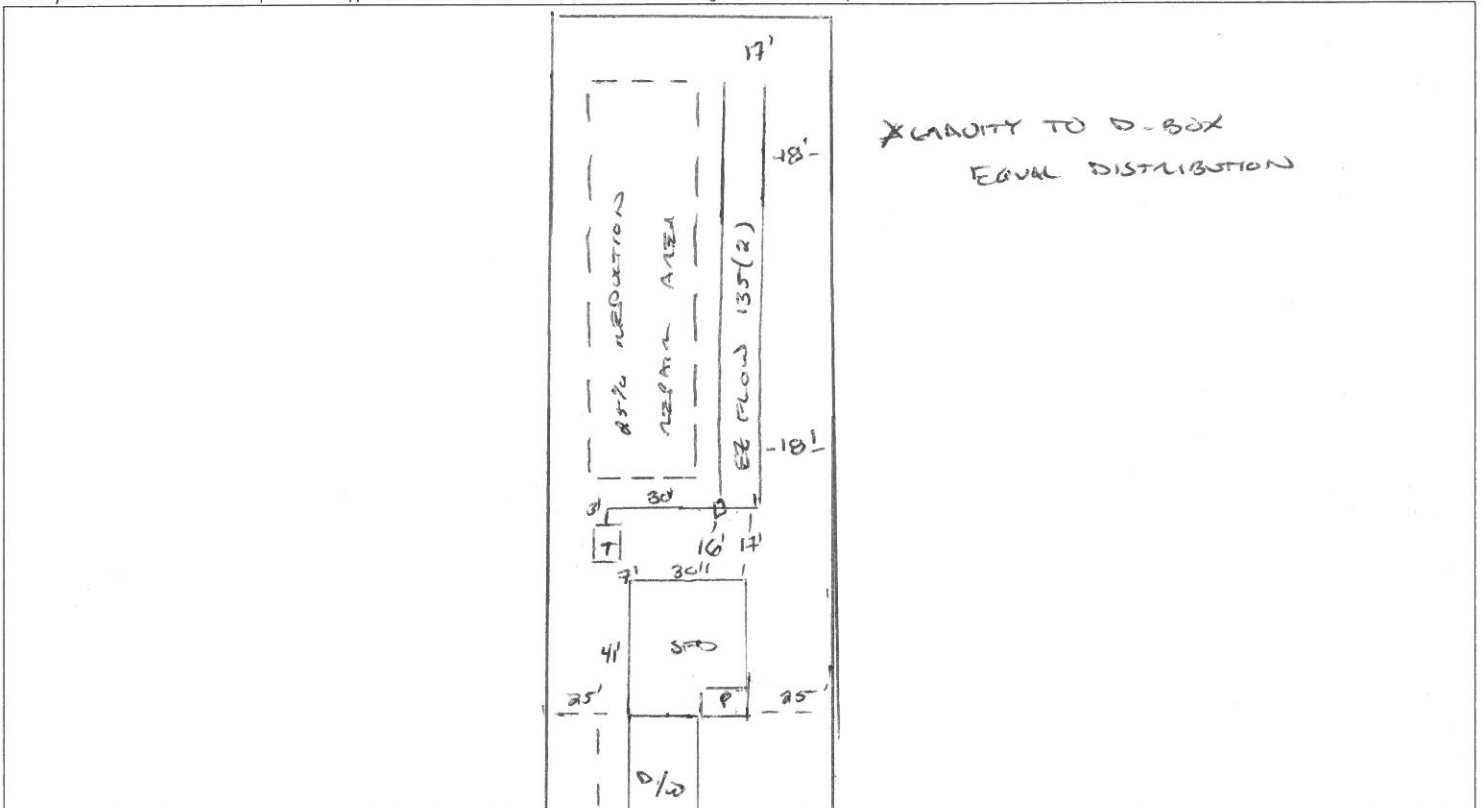 17'
* GRAVITY TO D-BOX
EQUAL DISTRIBUTION
-18'-
25% REDUCTION
REPAIR AREA
EZ FLOW 135(2)
-18'-
3'
30'
T
16'
17'
7'
41'
SFD
P
25'
25'
D/W